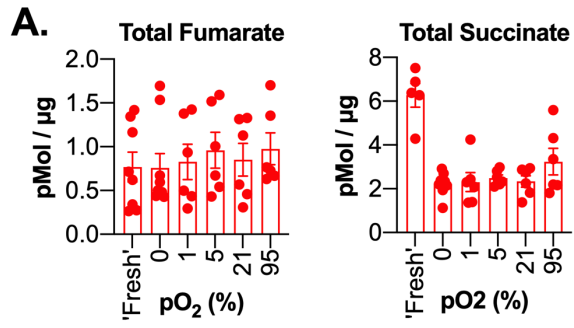 A.
Total Fumarate
pMol / µg
2.0
1.5
1.0
0.5
0.0
'Fresh'
0
1
5
21
95
pO2 (%)
Total Succinate
pMol / µg
8
6
4
2
0
'Fresh'
0
1
5
21
95
pO2 (%)